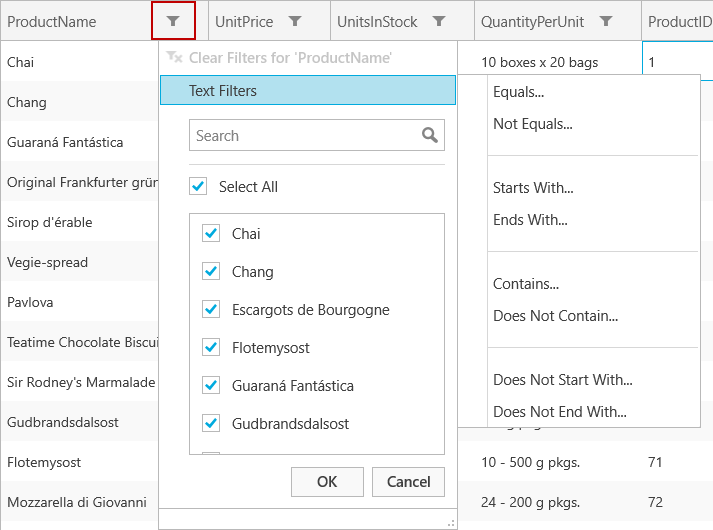 ProductName UnitPrice UnitsInStock QuantityPerUnit ProductID
Chai
Chang
Guaraná Fantástica
Original Frankfurter grün
Sirop d'érable
Vegie-spread
Pavlova
Teatime Chocolate Biscui
Sir Rodney's Marmalade
Gudbrandsdalsost
Flotemysost
Mozzarella di Giovanni
Clear Filters for 'ProductName'
Text Filters
Search
Select All
Chai
Chang
Escargots de Bourgogne
Flotemysost
Guaraná Fantástica
Gudbrandsdalsost
OK Cancel
10 boxes x 20 bags 1
Equals...
Not Equals...
Starts With...
Ends With...
Contains...
Does Not Contain...
Does Not Start With...
Does Not End With...
10 - 500 g pkgs. 71
24 - 200 g pkgs. 72